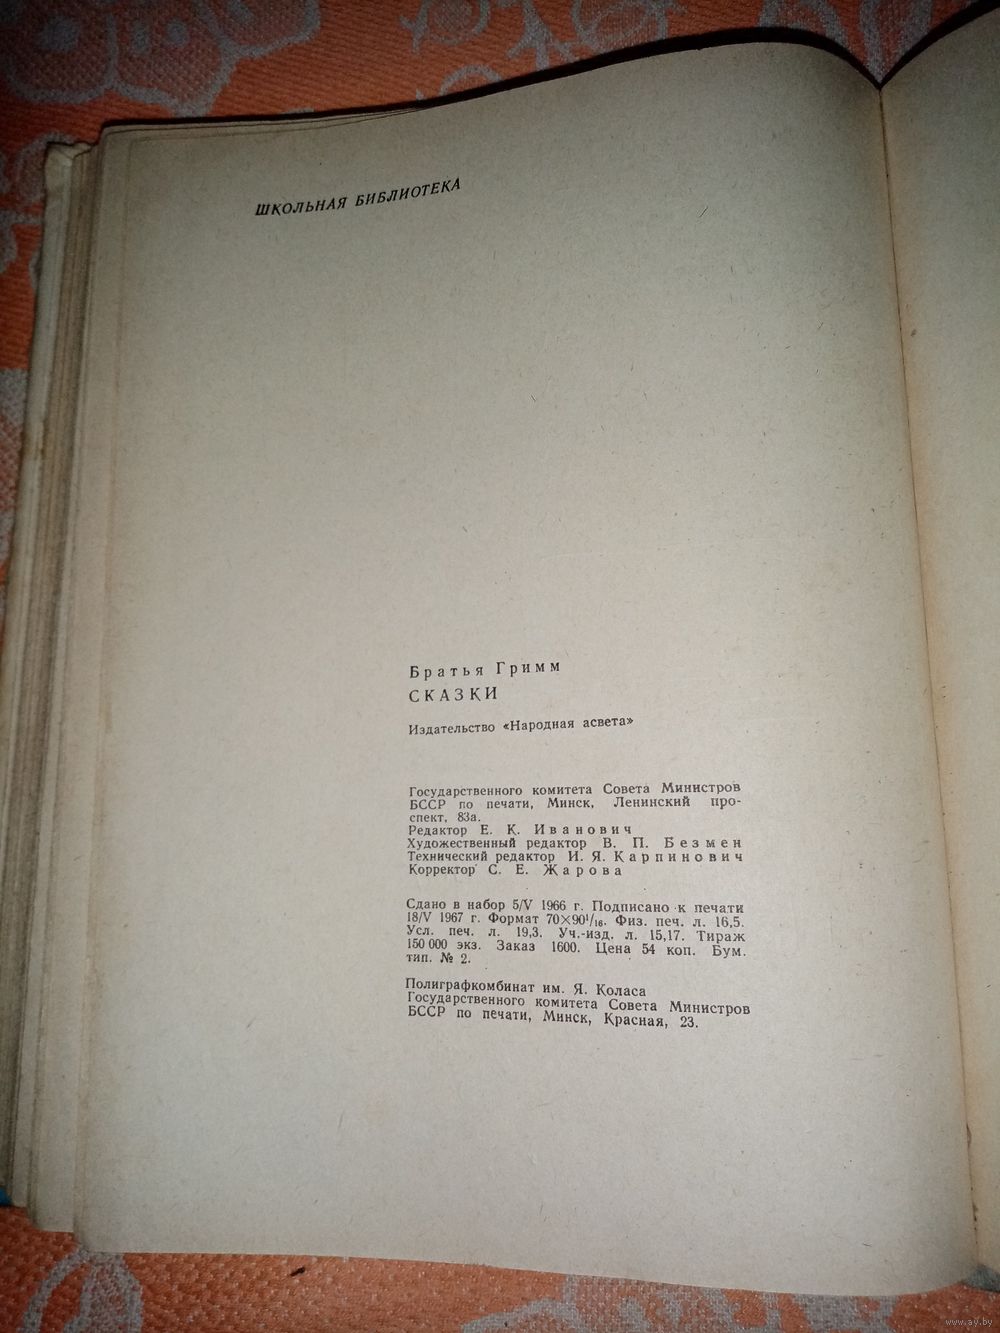 ШКОЛЬНАЯ БИБЛИОТЕКА
Братья Гримм
СКАЗКИ
Издательство «Народная асвета»
Государственного комитета Совета Министров
БССР по печати, Минск, Ленинский про-
спект, 83а.
Редактор Е. К. Иванович
Художественный редактор В. П. Безмен
Технический редактор И. Я. Карпинович
Корректор С. Е. Жарова
Сдано в набор 5/V 1966 г. Подписано к печати
18/V 1967 г. Формат 70×90¹/₁₆. Физ. печ. л. 16,5.
Усл. печ. л. 19,3. Уч.-изд. л. 15,17. Тираж
150 000 экз. Заказ 1600. Цена 54 коп. Бум.
тип. № 2.
Полиграфкомбинат им. Я. Коласа
Государственного комитета Совета Министров
БССР по печати, Минск, Красная, 23.
www.ay.by